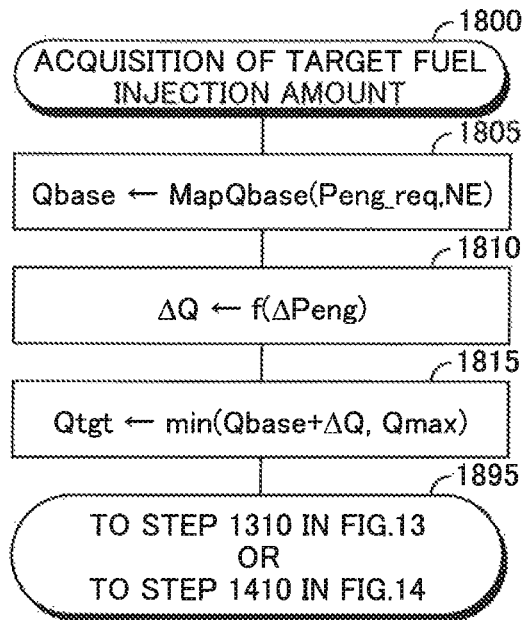 1800
ACQUISITION OF TARGET FUEL
INJECTION AMOUNT
1805
Qbase ← MapQbase(Peng_req,NE)
1810
ΔQ ← f(ΔPeng)
1815
Qtgt ← min(Qbase+ΔQ, Qmax)
1895
TO STEP 1310 IN FIG.13
OR
TO STEP 1410 IN FIG.14